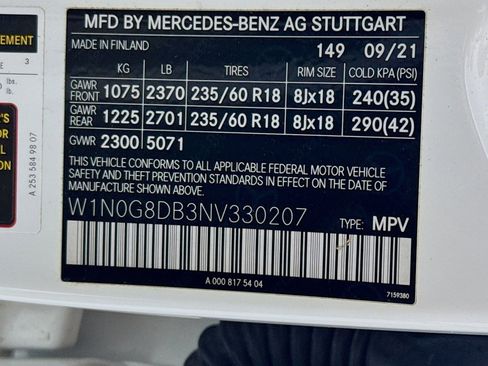 MFD BY MERCEDES-BENZ AG STUTTGART
MADE IN FINLAND 149 09/21
KG LB TIRES RIM SIZE COLD KPA (PSI)
GAWR FRONT 1075 2370 235/60 R18 8Jx18 240(35)
GAWR REAR 1225 2701 235/60 R18 8Jx18 290(42)
GVWR 2300 5071
THIS VEHICLE CONFORMS TO ALL APPLICABLE FEDERAL MOTOR VEHICLE
SAFETY AND THEFT PREVENTION STANDARDS IN EFFECT ON THE DATE
OF MANUFACTURE SHOWN ABOVE.
W1N0G8DB3NV330207 TYPE: MPV
A 000 817 54 04
7159380
EMENT
3
lbs.
lb.
A 253 584 98 07